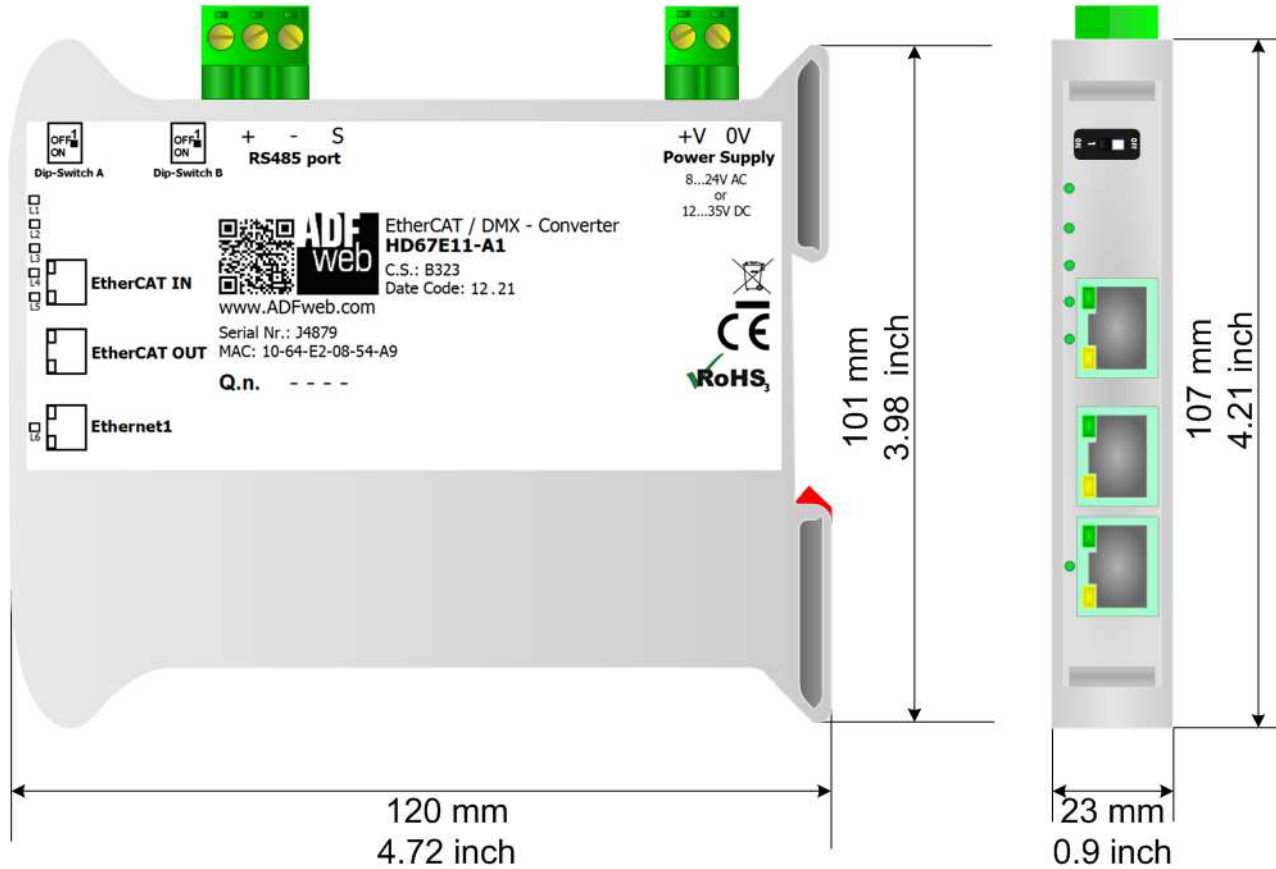 OFF 1
ON
Dip-Switch A
OFF 1
ON
Dip-Switch B
+ - S
RS485 port
+V 0V
Power Supply
8...24V AC
or
12...35V DC
L1
L2
L3
L4
L5
EtherCAT IN
EtherCAT OUT
L6
Ethernet1
ADF
web
EtherCAT / DMX - Converter
HD67E11-A1
C.S.: B323
Date Code: 12.21
www.ADFweb.com
Serial Nr.: J4879
MAC: 10-64-E2-08-54-A9
Q.n. - - - -
CE
RoHS3
101 mm
3.98 inch
120 mm
4.72 inch
ON 1 OFF
107 mm
4.21 inch
23 mm
0.9 inch